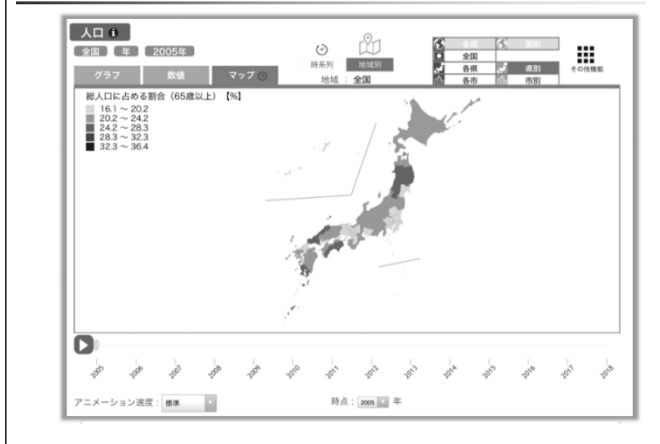 人口
全国 年 2005年
時系列 地域別
地域 : 全国
全国
各県 県別
各市 市別
その他機能
グラフ 数値 マップ
総人口に占める割合(65歳以上)【%】
16.1 ～ 20.2
20.2 ～ 24.2
24.2 ～ 28.3
28.3 ～ 32.3
32.3 ～ 36.4
2005 2006 2007 2008 2009 2010 2011 2012 2013 2014 2015 2016 2017 2018
アニメーション速度 : 標準 時点 : 2005 年